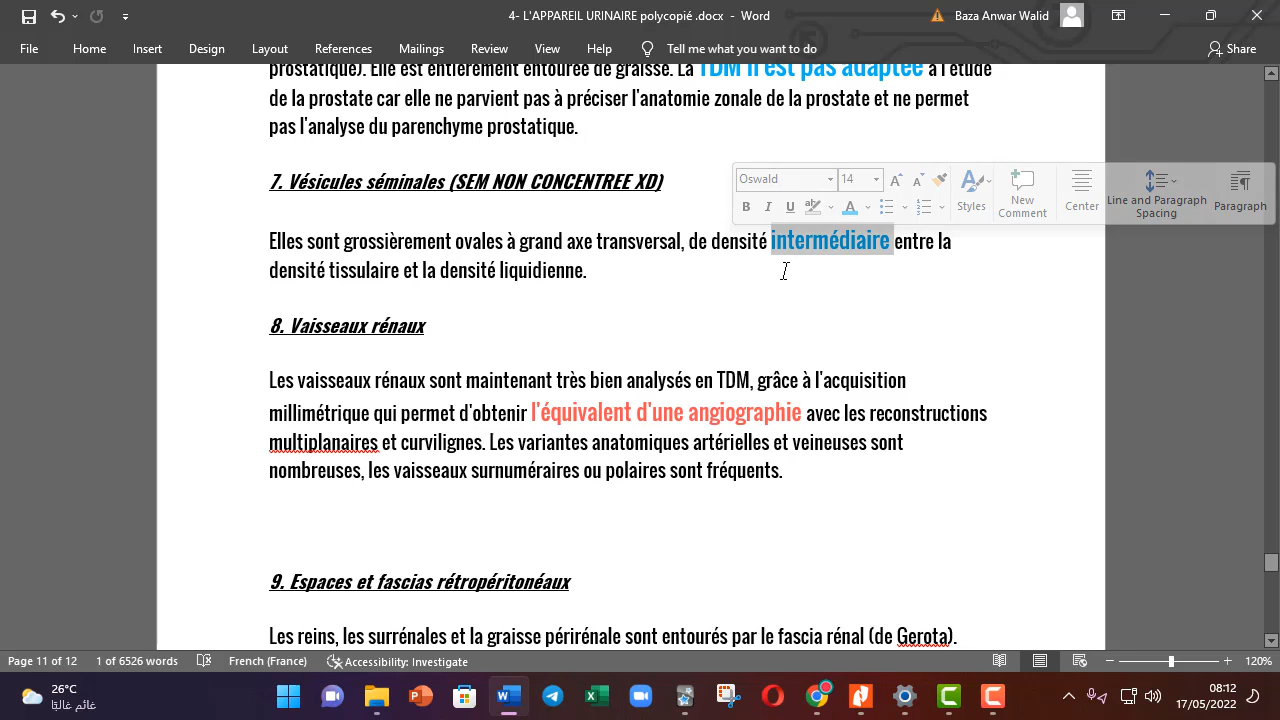 4- L'APPAREIL URINAIRE polycopié .docx - Word
Baza Anwar Walid
File Home Insert Design Layout References Mailings Review View Help Tell me what you want to do Share
prostatique). Elle est entièrement entourée de graisse. La TDM n'est pas adaptée à l'étude
de la prostate car elle ne parvient pas à préciser l'anatomie zonale de la prostate et ne permet
pas l'analyse du parenchyme prostatique.
7. Vésicules séminales (SEM NON CONCENTREE XD)
Oswald 14
Styles New Comment Center Line and Paragraph Spacing Paragraph
Elles sont grossièrement ovales à grand axe transversal, de densité intermédiaire entre la
densité tissulaire et la densité liquidienne.
8. Vaisseaux rénaux
Les vaisseaux rénaux sont maintenant très bien analysés en TDM, grâce à l'acquisition
millimétrique qui permet d'obtenir l'équivalent d'une angiographie avec les reconstructions
multiplanaires et curvilignes. Les variantes anatomiques artérielles et veineuses sont
nombreuses, les vaisseaux surnuméraires ou polaires sont fréquents.
9. Espaces et fascias rétropéritonéaux
Les reins, les surrénales et la graisse périrénale sont entourés par le fascia rénal (de Gerota).
Page 11 of 12 1 of 6526 words French (France) Accessibility: Investigate 120%
26°C
غائم غالبًا
08:12
17/05/2022